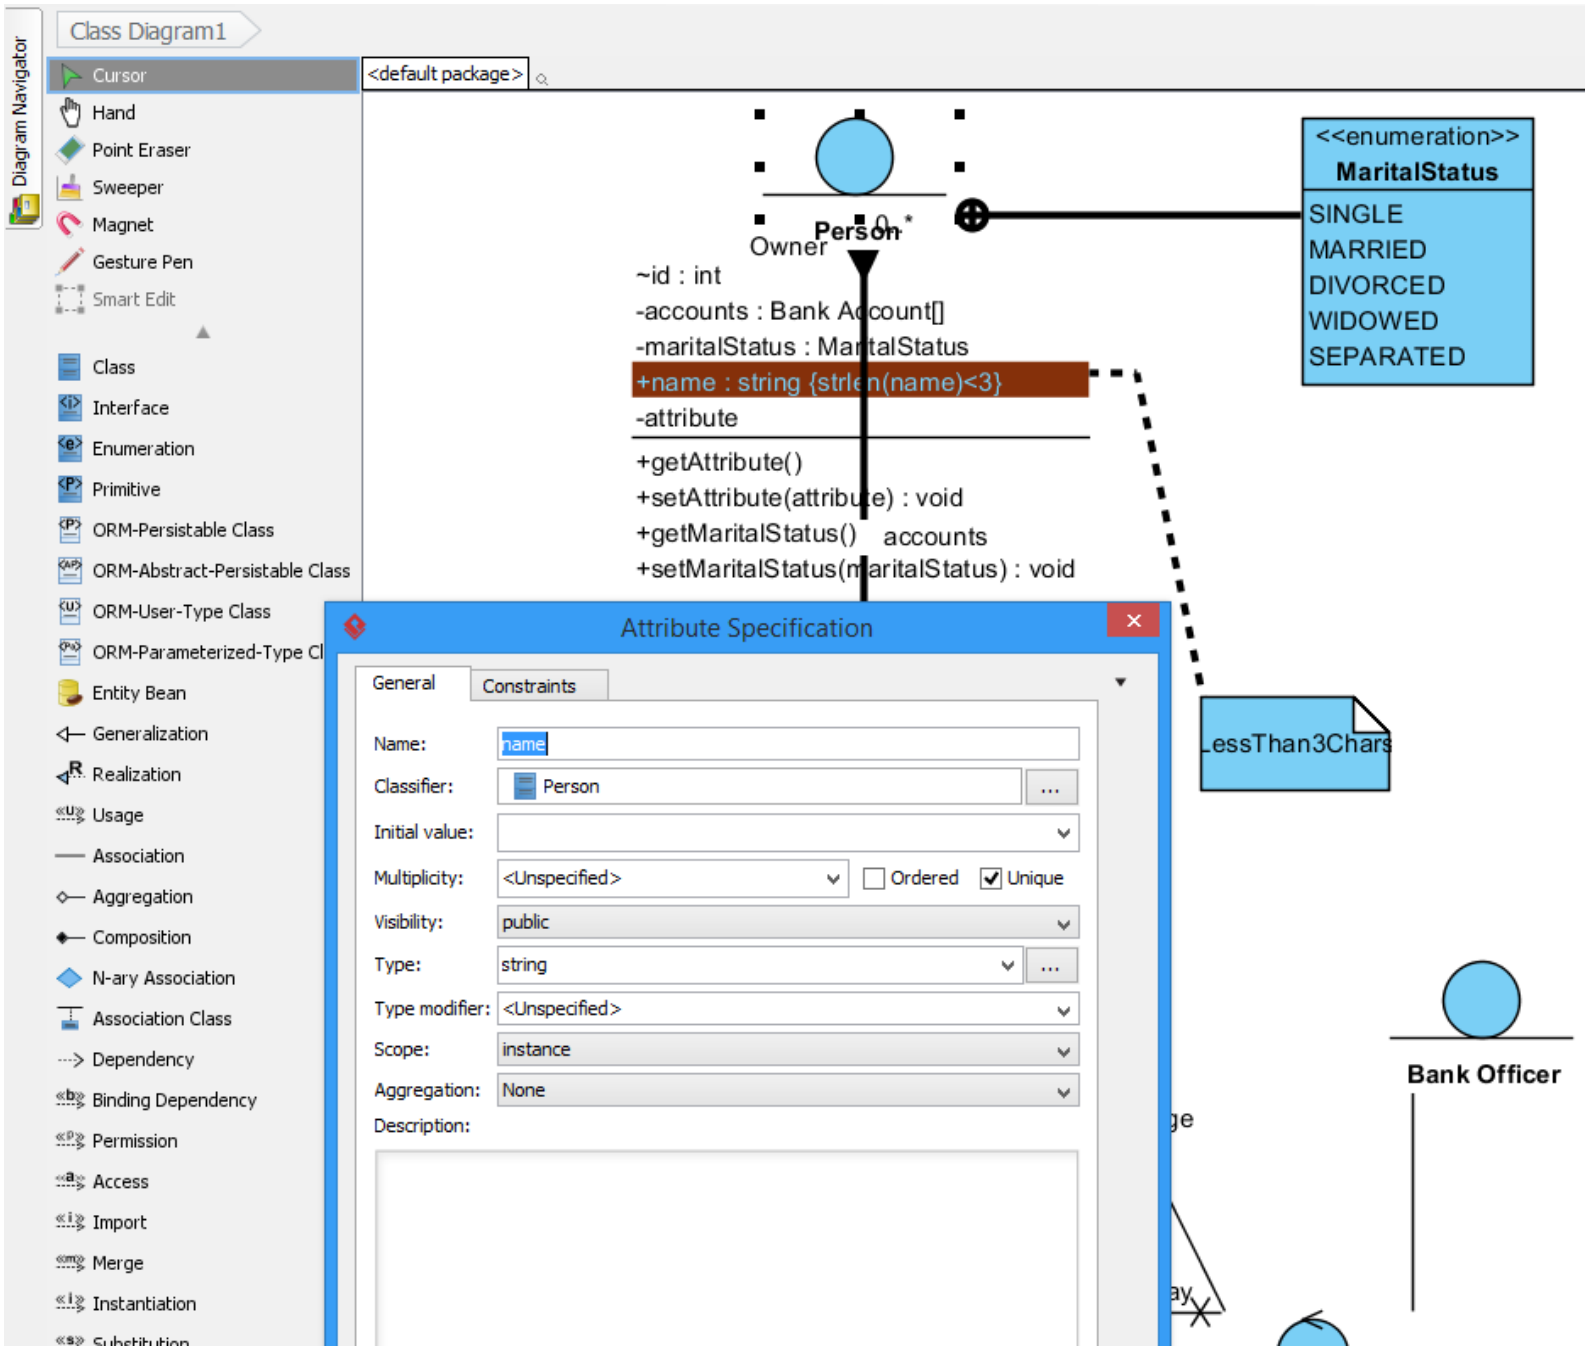 Class Diagram1
Diagram Navigator
Cursor
Hand
Point Eraser
Sweeper
Magnet
Gesture Pen
Smart Edit
Class
Interface
Enumeration
Primitive
ORM-Persistable Class
ORM-Abstract-Persistable Class
ORM-User-Type Class
ORM-Parameterized-Type Cl
Entity Bean
Generalization
Realization
Usage
Association
Aggregation
Composition
N-ary Association
Association Class
Dependency
Binding Dependency
Permission
Access
Import
Merge
Instantiation
Substitution
<default package>
Person
0..*
Owner
~id : int
-accounts : Bank Account[]
-maritalStatus : MaritalStatus
+name : string {strlen(name)<3}
-attribute
+getAttribute()
+setAttribute(attribute) : void
+getMaritalStatus()
accounts
+setMaritalStatus(maritalStatus) : void
<<enumeration>>
MaritalStatus
SINGLE
MARRIED
DIVORCED
WIDOWED
SEPARATED
LessThan3Chars
Attribute Specification
General
Constraints
Name:
name
Classifier:
Person
...
Initial value:
Multiplicity:
<Unspecified>
Ordered
Unique
Visibility:
public
Type:
string
...
Type modifier:
<Unspecified>
Scope:
instance
Aggregation:
None
Description:
Bank Officer
ge
ay